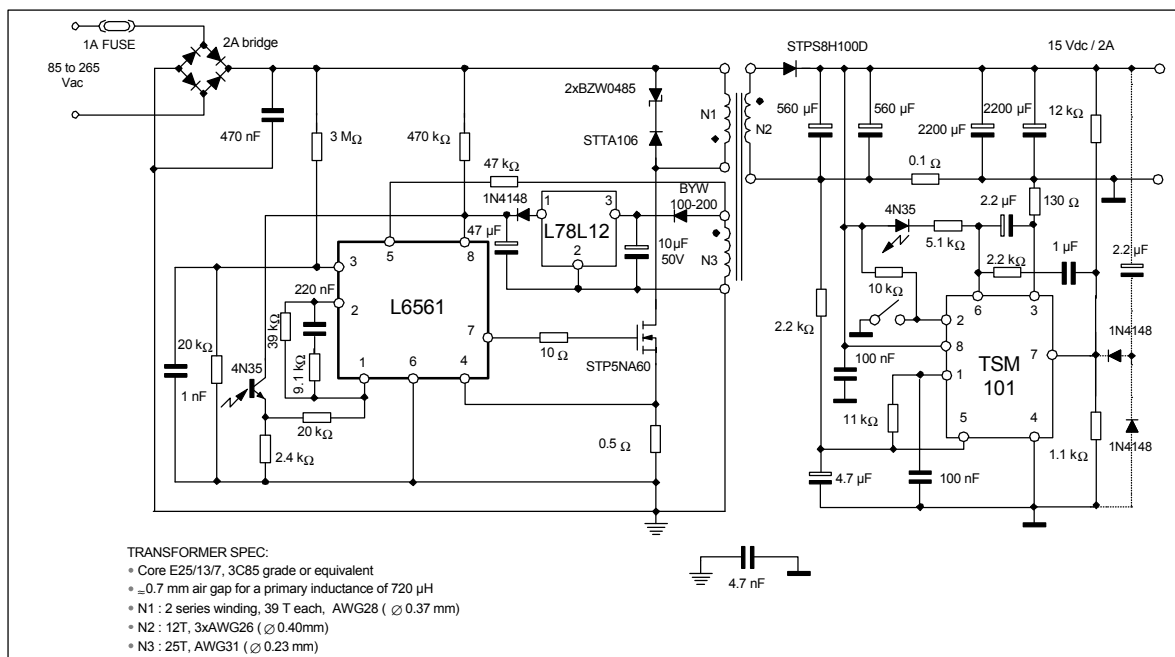 1A FUSE
2A bridge
85 to 265
Vac
470 nF
3 MΩ
470 kΩ
2xBZW0485
STTA106
N1
N2
STPS8H100D
15 Vdc / 2A
560 µF
560 µF
2200 µF
2200 µF
12 kΩ
0.1 Ω
47 kΩ
1N4148
47 µF
1
3
L78L12
2
BYW
100-200
10µF
50V
N3
4N35
5.1 kΩ
2.2 µF
130 Ω
2.2 kΩ
1 µF
2.2 µF
10 kΩ
3
5
8
2
L6561
7
1
6
4
220 nF
39 kΩ
9.1 kΩ
20 kΩ
1 nF
4N35
20 kΩ
2.4 kΩ
10 Ω
STP5NA60
0.5 Ω
2.2 kΩ
100 nF
11 kΩ
4.7 µF
100 nF
6
3
2
8
1
TSM
101
7
5
4
1N4148
1N4148
1.1 kΩ
4.7 nF
TRANSFORMER SPEC:
• Core E25/13/7, 3C85 grade or equivalent
• ≃0.7 mm air gap for a primary inductance of 720 µH
• N1 : 2 series winding, 39 T each, AWG28 ( ∅ 0.37 mm)
• N2 : 12T, 3xAWG26 ( ∅ 0.40mm)
• N3 : 25T, AWG31 ( ∅ 0.23 mm)